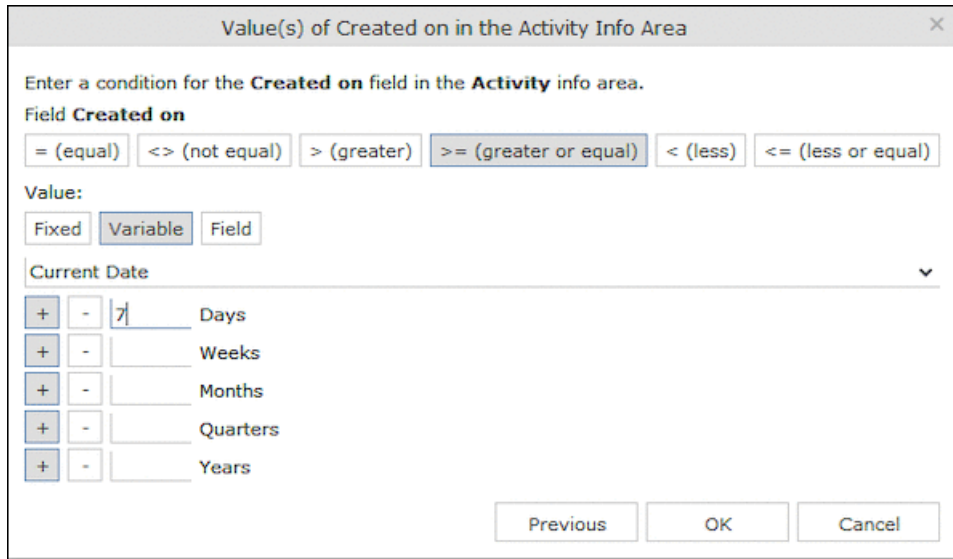 Value(s) of Created on in the Activity Info Area ×
Enter a condition for the Created on field in the Activity info area.
Field Created on
= (equal) <> (not equal) > (greater) >= (greater or equal) < (less) <= (less or equal)
Value:
Fixed Variable Field
Current Date
+ - 7 Days
+ - Weeks
+ - Months
+ - Quarters
+ - Years
Previous OK Cancel